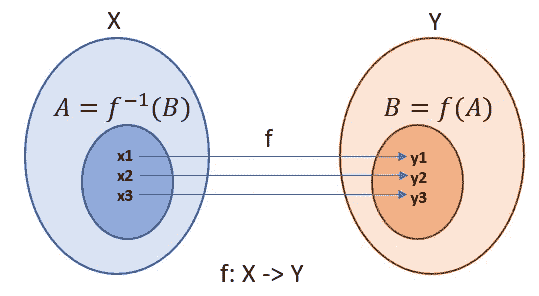 X
Y
A = f⁻¹(B)
B = f(A)
f
x1
x2
x3
y1
y2
y3
f: X -> Y